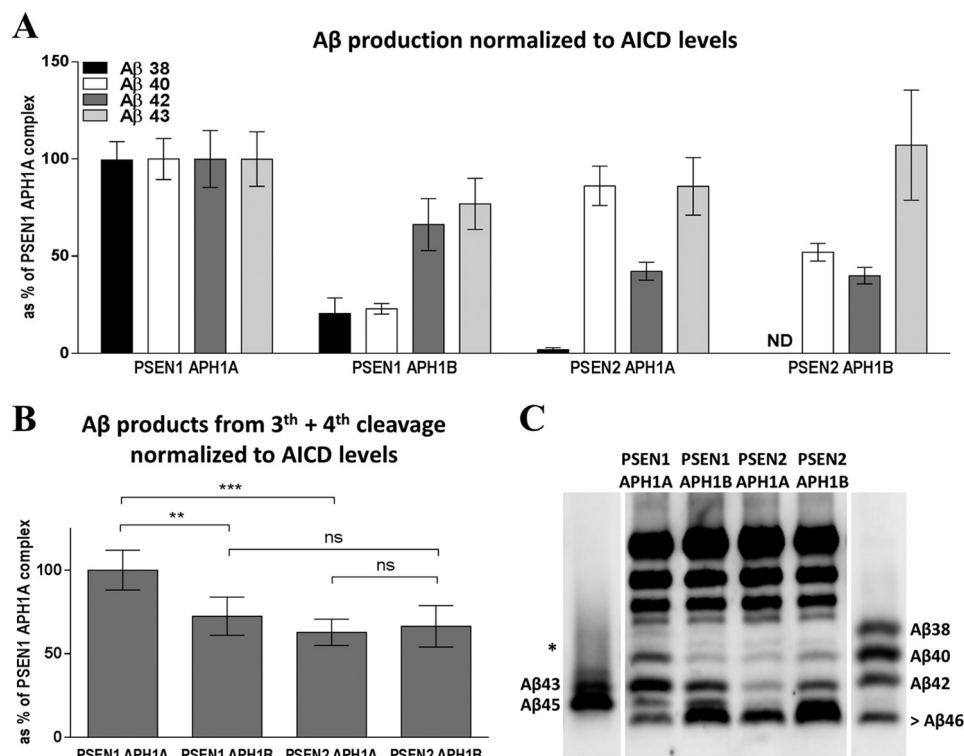 A
Aβ production normalized to AICD levels
as % of PSEN1 APH1A complex
150
100
50
0
Aβ 38
Aβ 40
Aβ 42
Aβ 43
ND
PSEN1 APH1A
PSEN1 APH1B
PSEN2 APH1A
PSEN2 APH1B
B
Aβ products from 3th + 4th cleavage
normalized to AICD levels
as % of PSEN1 APH1A complex
100
50
0
***
**
ns
ns
PSEN1 APH1A
PSEN1 APH1B
PSEN2 APH1A
PSEN2 APH1B
C
PSEN1 PSEN1 PSEN2 PSEN2
APH1A APH1B APH1A APH1B
*
Aβ43
Aβ45
Aβ38
Aβ40
Aβ42
> Aβ46